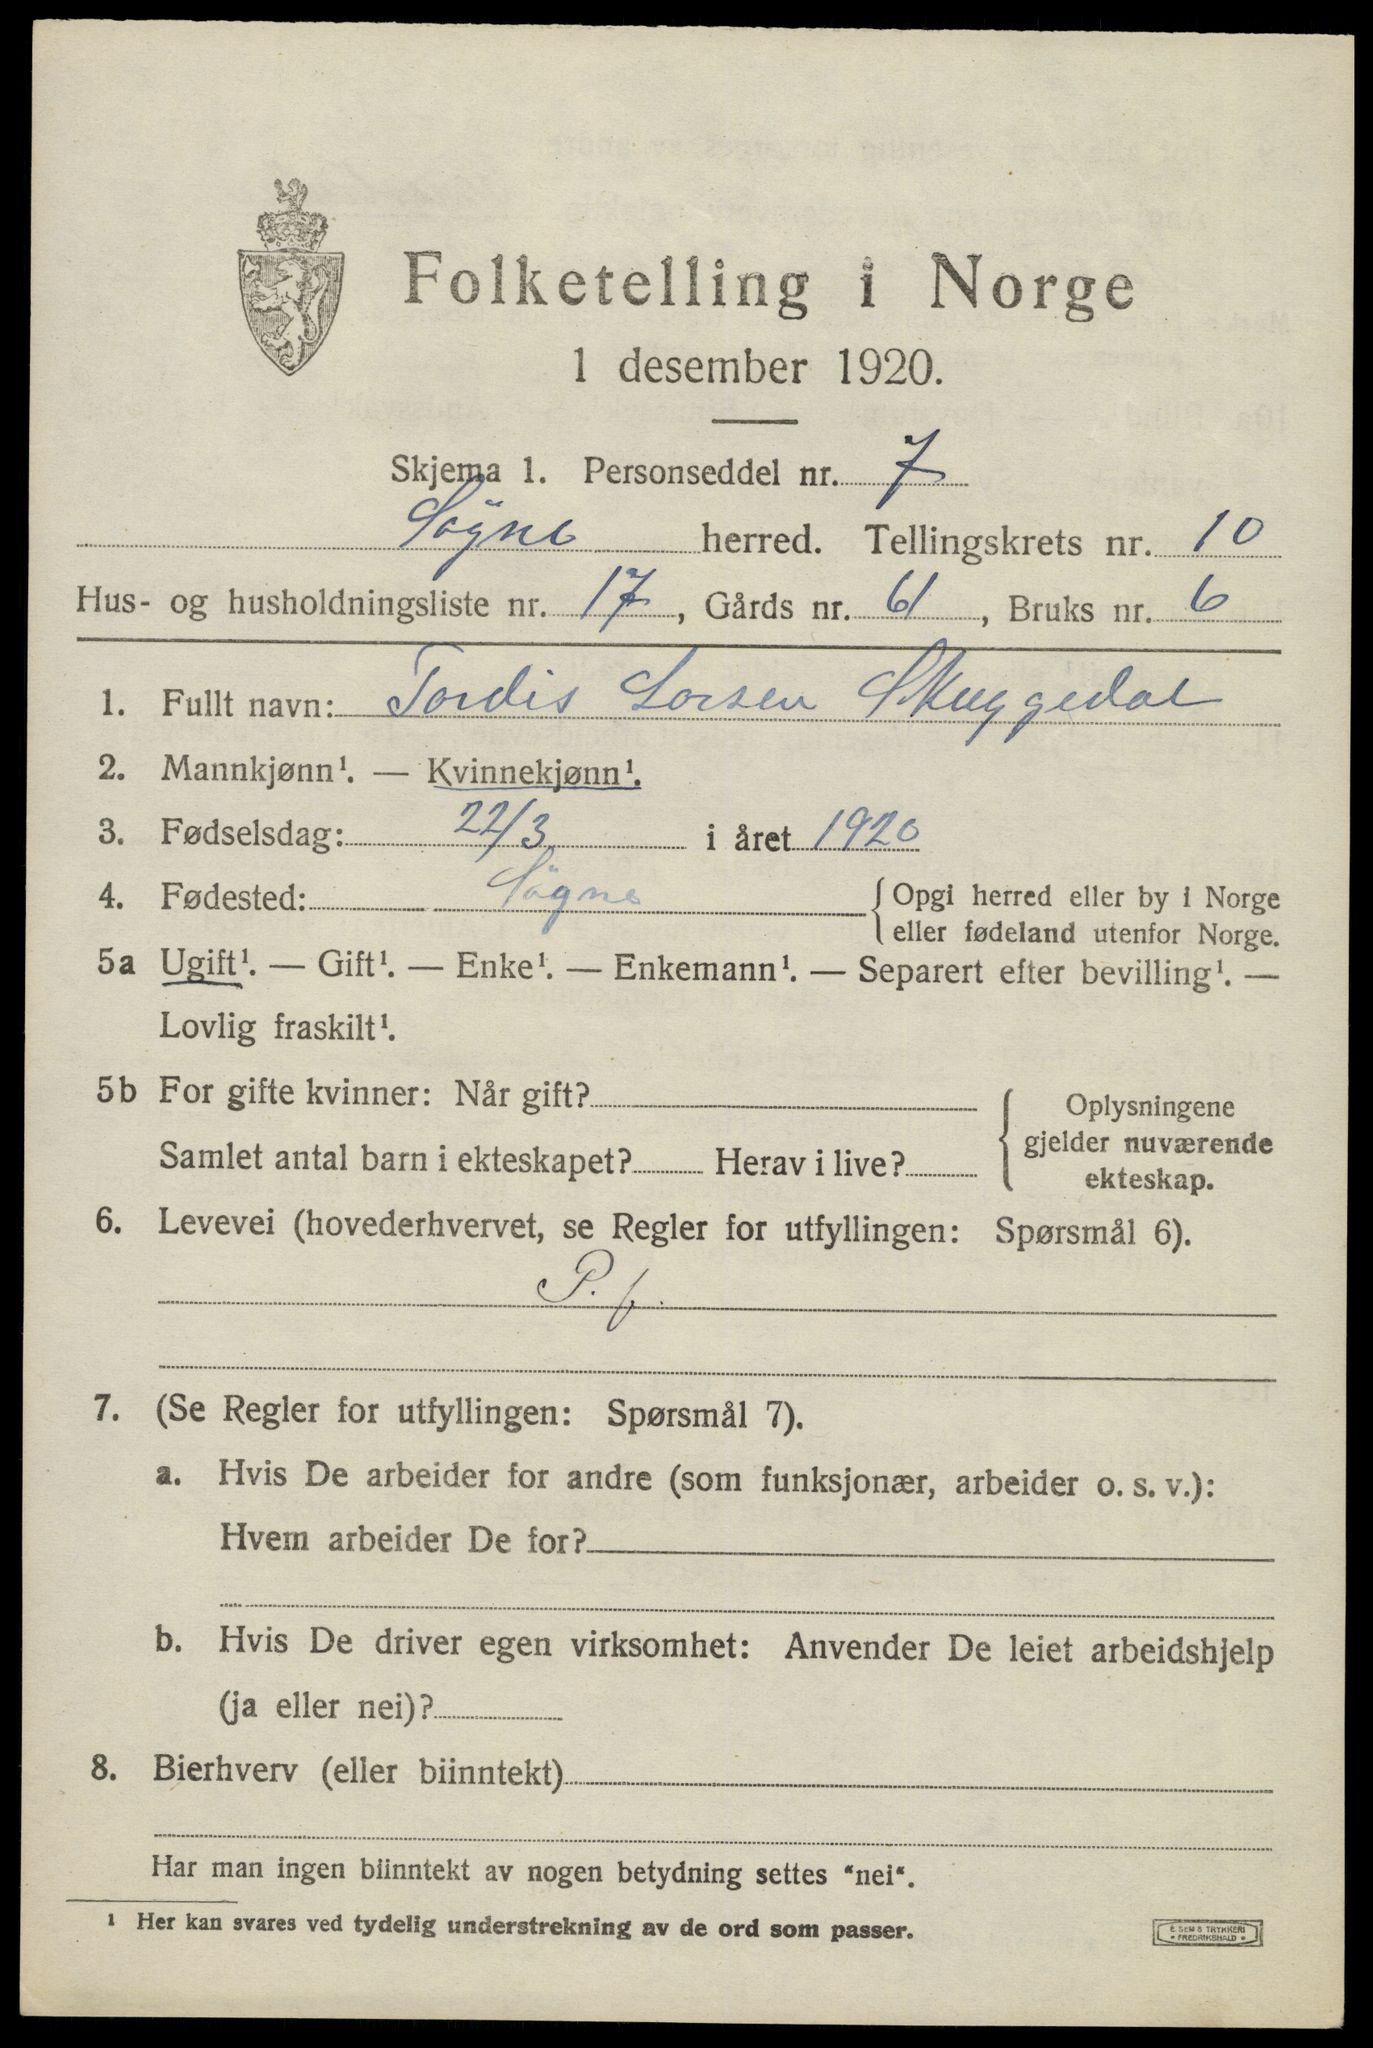 Folketelling i Norge
1 desember 1920.
Skjema 1. Personseddel nr. 7
Søgne herred. Tellingskrets nr. 10
Hus- og husholdningsliste nr. 17, Gårds nr. 61, Bruks nr. 6
1. Fullt navn: Tordis Lorsen Skuggedal
2. Mannkjønn¹. — Kvinnekjønn¹.
3. Fødselsdag: 22/3 i året 1920
4. Fødested: Søgne {Opgi herred eller by i Norge
eller fødeland utenfor Norge.
5a Ugift¹. — Gift¹. — Enke¹. — Enkemann¹. — Separert efter bevilling¹. —
Lovlig fraskilt¹.
5b For gifte kvinner: Når gift?
Samlet antal barn i ekteskapet? Herav i live?
{ Oplysningene
gjelder nuværende
ekteskap.
6. Levevei (hovederhvervet, se Regler for utfyllingen: Spørsmål 6).
P. f.
7. (Se Regler for utfyllingen: Spørsmål 7).
a. Hvis De arbeider for andre (som funksjonær, arbeider o. s. v.):
Hvem arbeider De for?
b. Hvis De driver egen virksomhet: Anvender De leiet arbeidshjelp
(ja eller nei)?
8. Bierhverv (eller biinntekt)
Har man ingen biinntekt av nogen betydning settes “nei“.
¹ Her kan svares ved tydelig understrekning av de ord som passer.
E. SEM S TRYKKERI
• FREDRIKSHALD •